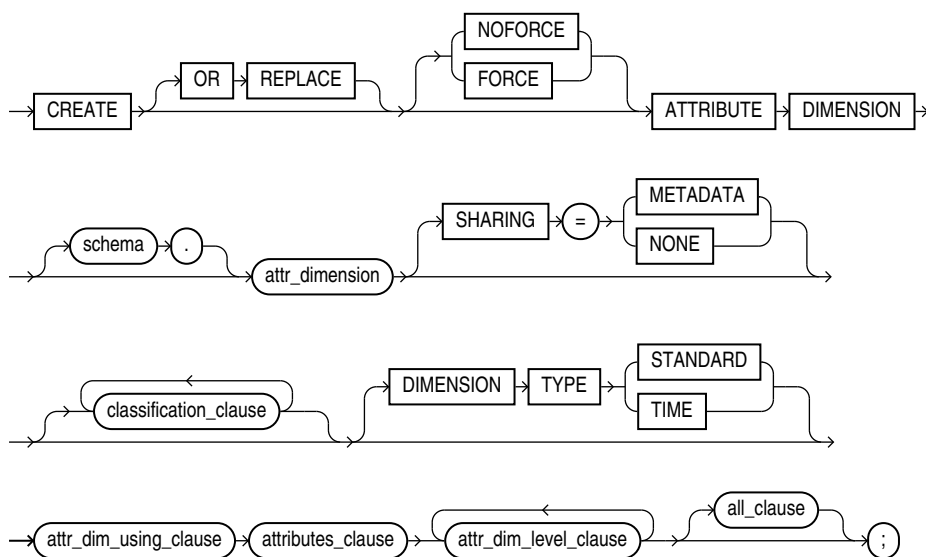 NOFORCE
OR REPLACE FORCE
CREATE ATTRIBUTE DIMENSION
METADATA
SHARING =
schema . NONE
attr_dimension
STANDARD
DIMENSION TYPE
classification_clause TIME
all_clause
attr_dim_using_clause attributes_clause attr_dim_level_clause ;